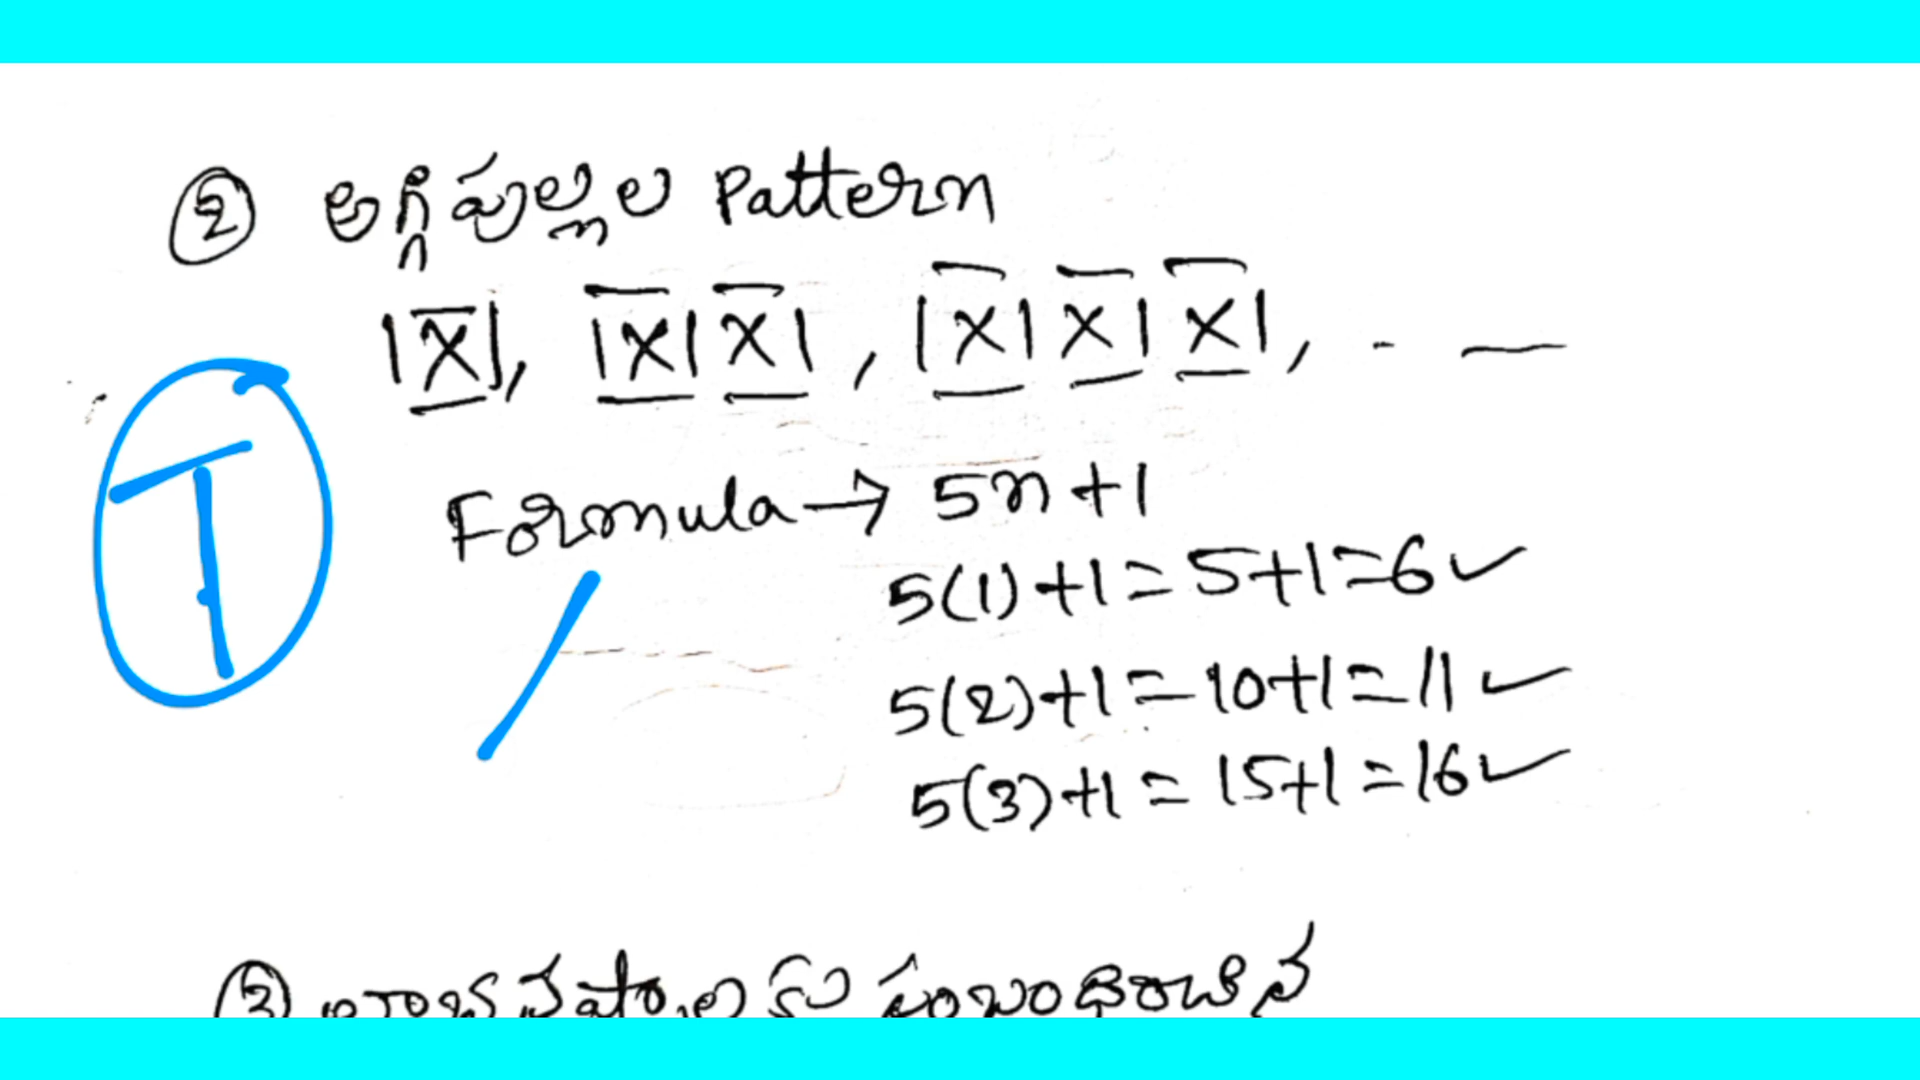 ② అగ్గిపుల్లల Pattern
|X|, |X|X|, |X|X|X|, - —
T
Formula → 5n+1
5(1)+1=5+1=6✓
5(2)+1=10+1=11✓
5(3)+1=15+1=16✓
③ సంబంధించిన